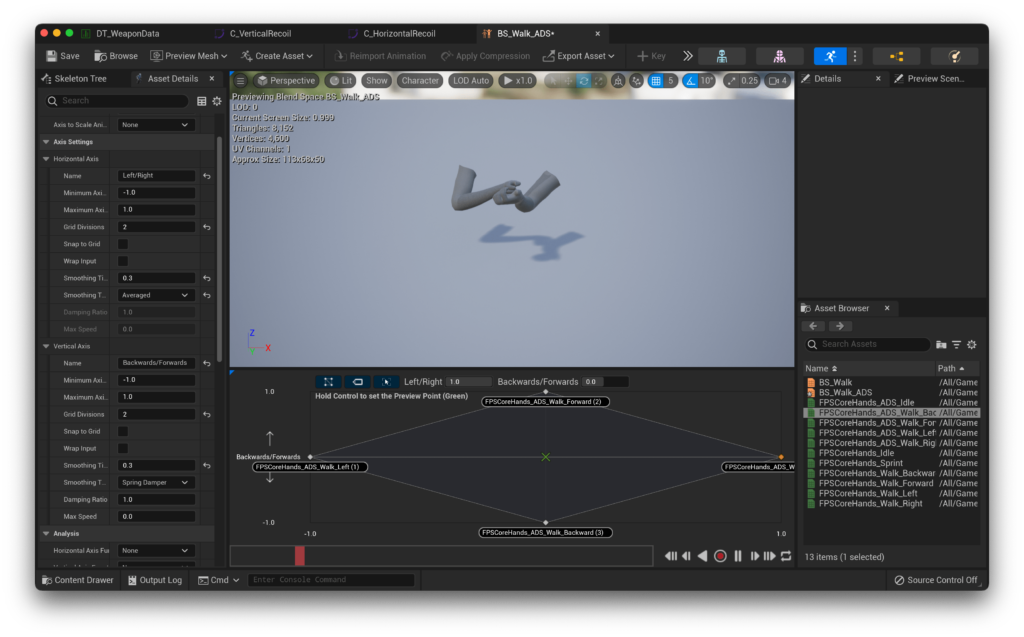 DT_WeaponData
C_VerticalRecoil
C_HorizontalRecoil
BS_Walk_ADS*
Save
Browse
Preview Mesh
Create Asset
Reimport Animation
Apply Compression
Export Asset
Key
Skeleton Tree
Asset Details
Details
Preview Scen...
Search
Axis to Scale Ani..
None
Axis Settings
Horizontal Axis
Name
Left/Right
Minimum Axi..
-1.0
Maximum Axi..
1.0
Grid Divisions
2
Snap to Grid
Wrap Input
Smoothing Ti..
0.3
Smoothing T..
Averaged
Damping Ratio
1.0
Max Speed
0.0
Vertical Axis
Name
Backwards/Forwards
Minimum Axi..
-1.0
Maximum Axi..
1.0
Grid Divisions
2
Snap to Grid
Wrap Input
Smoothing Ti..
0.3
Smoothing T..
Spring Damper
Damping Ratio
1.0
Max Speed
0.0
Analysis
Horizontal Axis Fu
None
Perspective
Lit
Show
Character
LOD Auto
x1.0
5
10°
0.25
4
Previewing Blend Space BS_Walk_ADS
LOD: 0
Current Screen Size: 0.999
Triangles: 8,152
Vertices: 4,609
UV Channels: 1
Approx Size: 113x68x50
Z
X
Left/Right
1.0
Backwards/Forwards
0.0
Hold Control to set the Preview Point (Green)
1.0
FPSCoreHands_ADS_Walk_Forward (2)
Backwards/Forwards
FPSCoreHands_ADS_Walk_Left (1)
FPSCoreHands_ADS_W
-1.0
-1.0
FPSCoreHands_ADS_Walk_Backward (3)
1.0
Asset Browser
Search Assets
Name
Path
BS_Walk
/All/Game
BS_Walk_ADS
/All/Game
FPSCoreHands_ADS_Idle
/All/Game
FPSCoreHands_ADS_Walk_Bac
/All/Game
FPSCoreHands_ADS_Walk_For
/All/Game
FPSCoreHands_ADS_Walk_Lef
/All/Game
FPSCoreHands_ADS_Walk_Rig
/All/Game
FPSCoreHands_Idle
/All/Game
FPSCoreHands_Sprint
/All/Game
FPSCoreHands_Walk_Backwar
/All/Game
FPSCoreHands_Walk_Forward
/All/Game
FPSCoreHands_Walk_Left
/All/Game
FPSCoreHands_Walk_Right
/All/Game
13 items (1 selected)
Content Drawer
Output Log
Cmd
Enter Console Command
Source Control Off